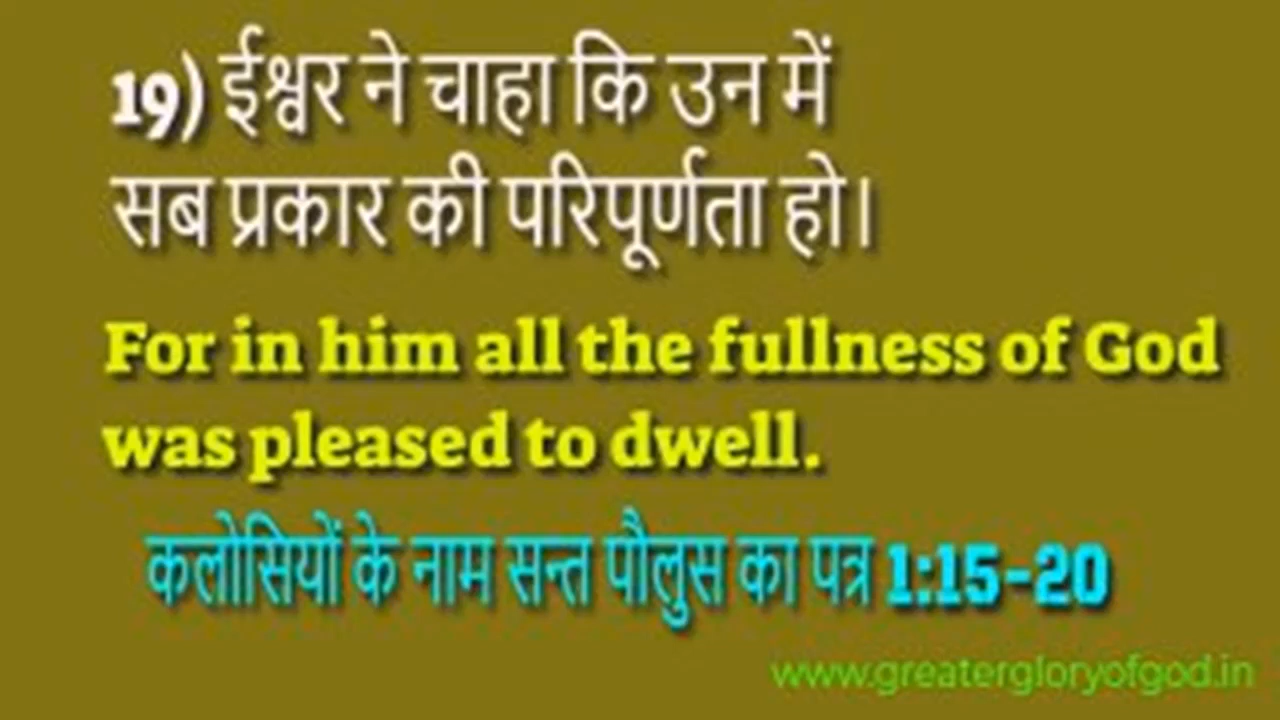 19) ईश्वर ने चाहा कि उन में
सब प्रकार की परिपूर्णता हो।
For in him all the fullness of God
was pleased to dwell.
कलोसियों के नाम सन्त पौलुस का पत्र 1:15-20
www.greatergloryofgod.in